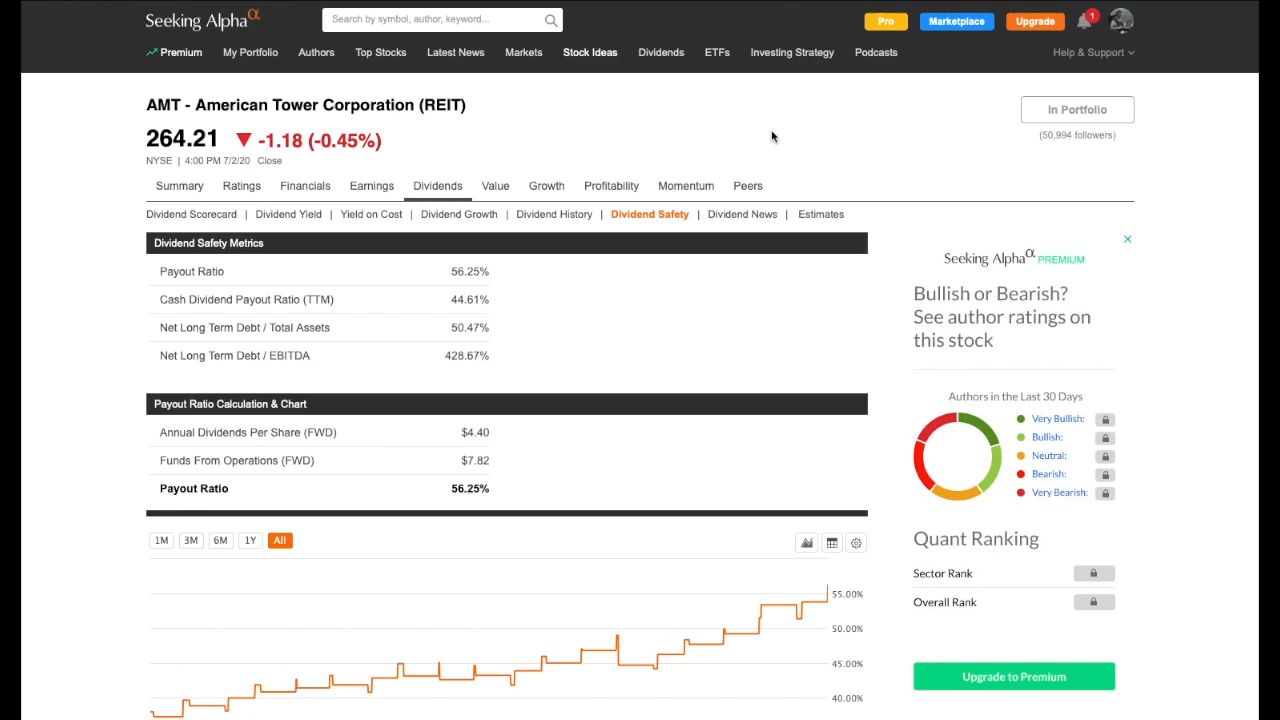 Seeking Alpha α
Search by symbol, author, keyword...
Pro
Marketplace
Upgrade
1
Premium
My Portfolio
Authors
Top Stocks
Latest News
Markets
Stock Ideas
Dividends
ETFs
Investing Strategy
Podcasts
Help & Support
AMT - American Tower Corporation (REIT)
In Portfolio
264.21 ▼ -1.18 (-0.45%)
(50,994 followers)
NYSE | 4:00 PM 7/2/20 Close
Summary
Ratings
Financials
Earnings
Dividends
Value
Growth
Profitability
Momentum
Peers
Dividend Scorecard | Dividend Yield | Yield on Cost | Dividend Growth | Dividend History | Dividend Safety | Dividend News | Estimates
Dividend Safety Metrics
Payout Ratio 56.25%
Cash Dividend Payout Ratio (TTM) 44.61%
Net Long Term Debt / Total Assets 50.47%
Net Long Term Debt / EBITDA 428.67%
Payout Ratio Calculation & Chart
Annual Dividends Per Share (FWD) $4.40
Funds From Operations (FWD) $7.82
Payout Ratio 56.25%
1M
3M
6M
1Y
All
55.00%
50.00%
45.00%
40.00%
Seeking Alpha α PREMIUM
Bullish or Bearish?
See author ratings on
this stock
Authors in the Last 30 Days
Very Bullish:
Bullish:
Neutral:
Bearish:
Very Bearish:
Quant Ranking
Sector Rank
Overall Rank
Upgrade to Premium